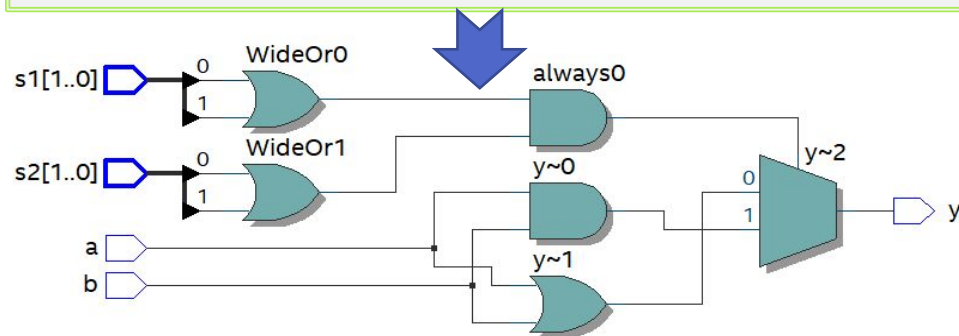 WideOr0
always0
s1[1..0]
0
1
WideOr1
y~0
y~2
s2[1..0]
0
1
0
1
y
a
y~1
b